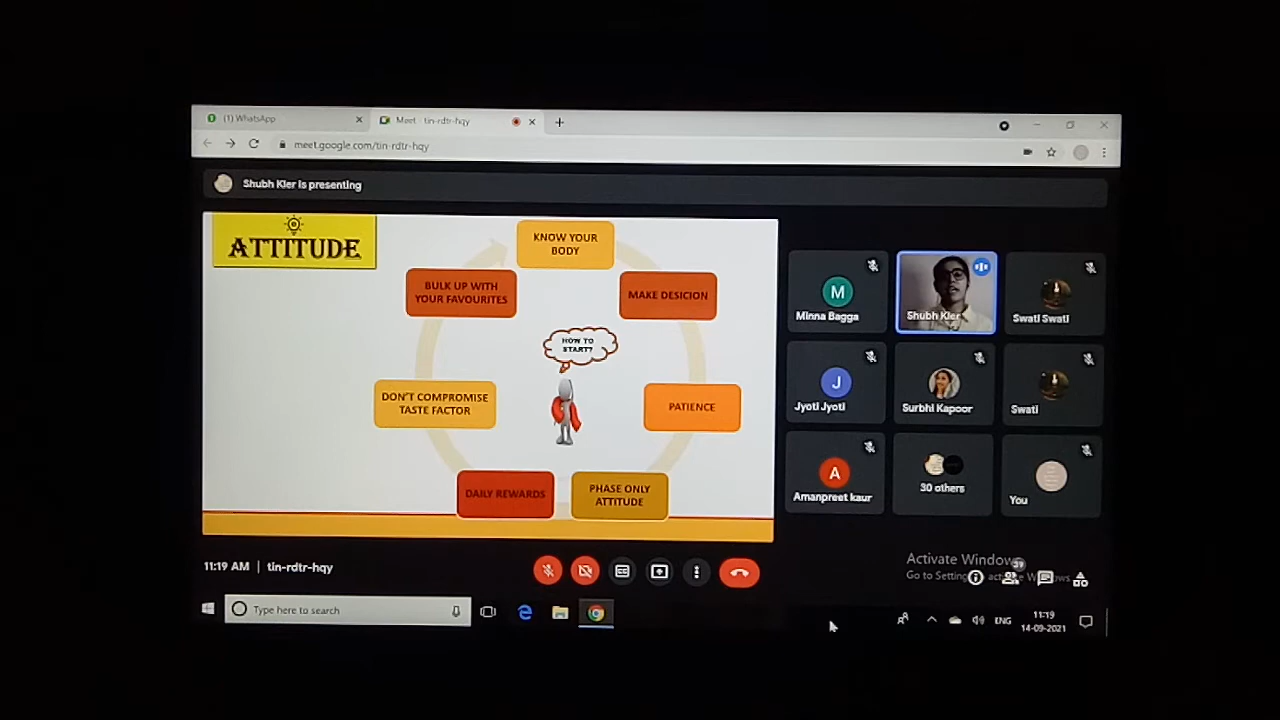 (1) WhatsApp
Meet - tin-rdtr-hqy
meet.google.com/tin-rdtr-hqy
Shubh Kler is presenting
ATTITUDE
KNOW YOUR
BODY
BULK UP WITH
YOUR FAVOURITES
MAKE DESICION
HOW TO
START?
DON'T COMPROMISE
TASTE FACTOR
PATIENCE
DAILY REWARDS
PHASE ONLY
ATTITUDE
M
Minna Bagga
Shubh Kler
Swati Swati
J
Jyoti Jyoti
Surbhi Kapoor
Swati
A
Amanpreet kaur
30 others
You
11:19 AM | tin-rdtr-hqy
Activate Windows
Go to Setting
Type here to search
ENG
11:19
14-09-2021